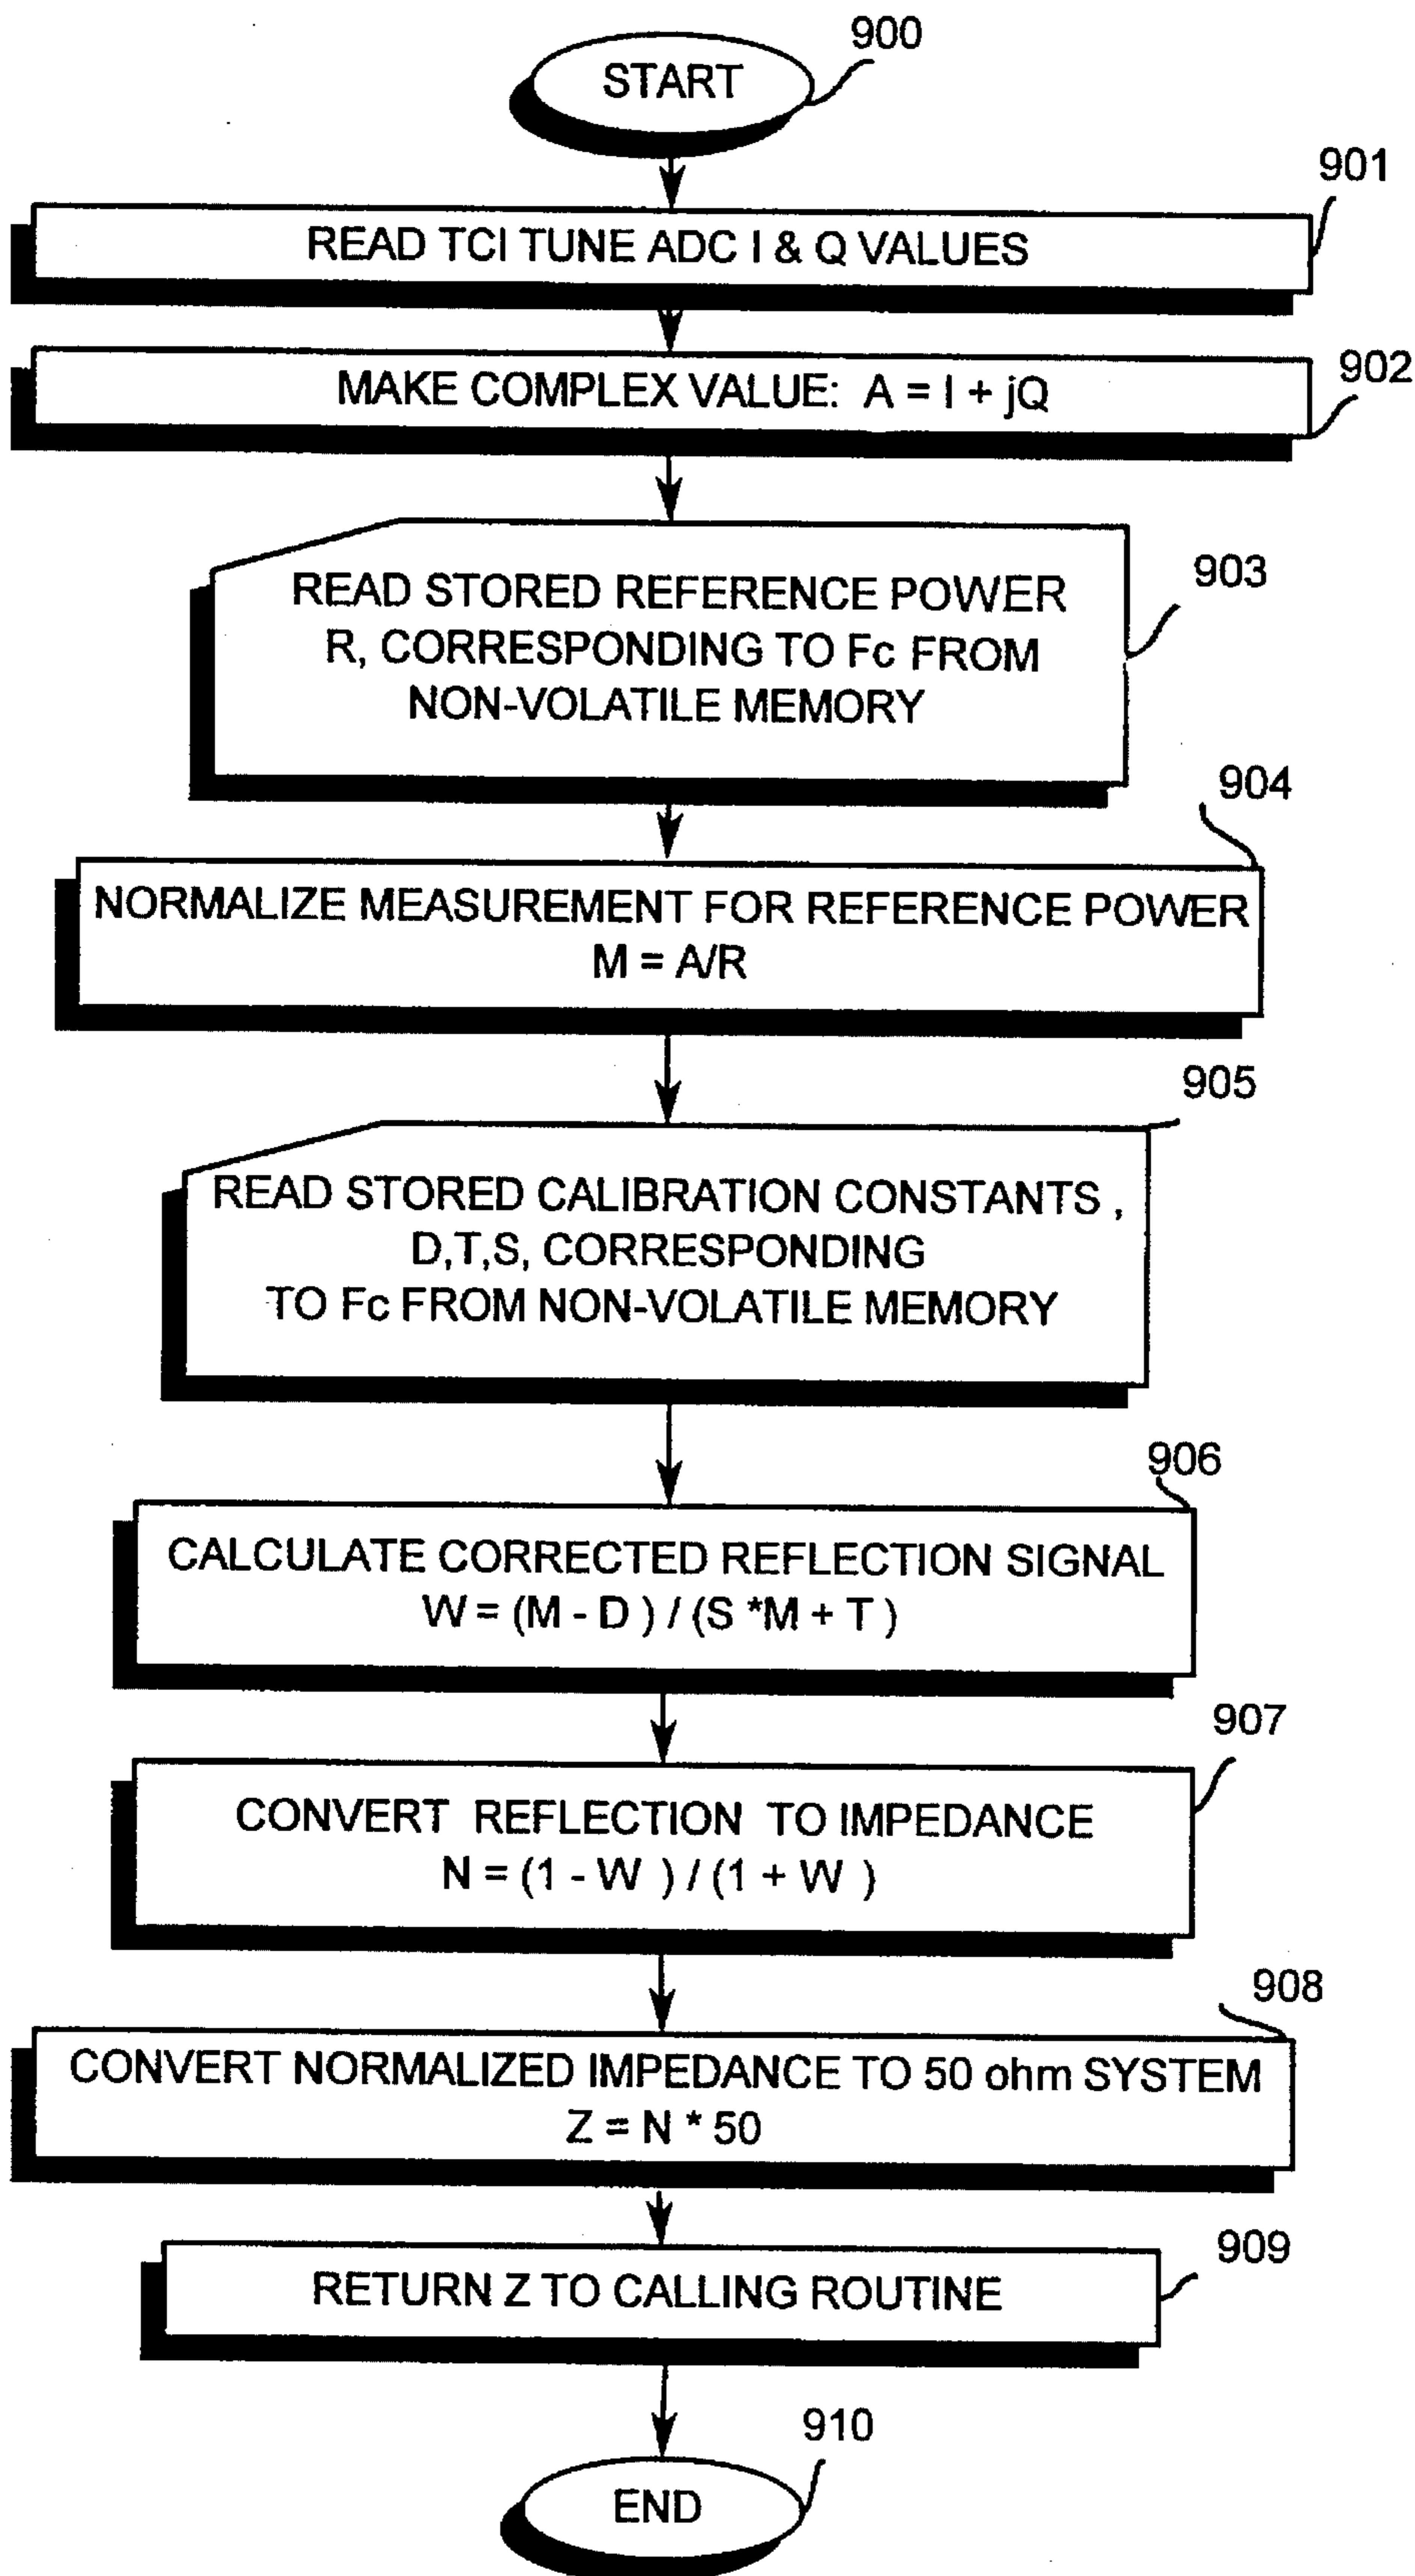 900
START
901
READ TCI TUNE ADC I & Q VALUES
902
MAKE COMPLEX VALUE: A = I + jQ
903
READ STORED REFERENCE POWER
R, CORRESPONDING TO Fc FROM
NON-VOLATILE MEMORY
904
NORMALIZE MEASUREMENT FOR REFERENCE POWER
M = A/R
905
READ STORED CALIBRATION CONSTANTS ,
D,T,S, CORRESPONDING
TO Fc FROM NON-VOLATILE MEMORY
906
CALCULATE CORRECTED REFLECTION SIGNAL
W = (M - D ) / (S *M + T )
907
CONVERT REFLECTION TO IMPEDANCE
N = (1 - W ) / (1 + W )
908
CONVERT NORMALIZED IMPEDANCE TO 50 ohm SYSTEM
Z = N * 50
909
RETURN Z TO CALLING ROUTINE
910
END